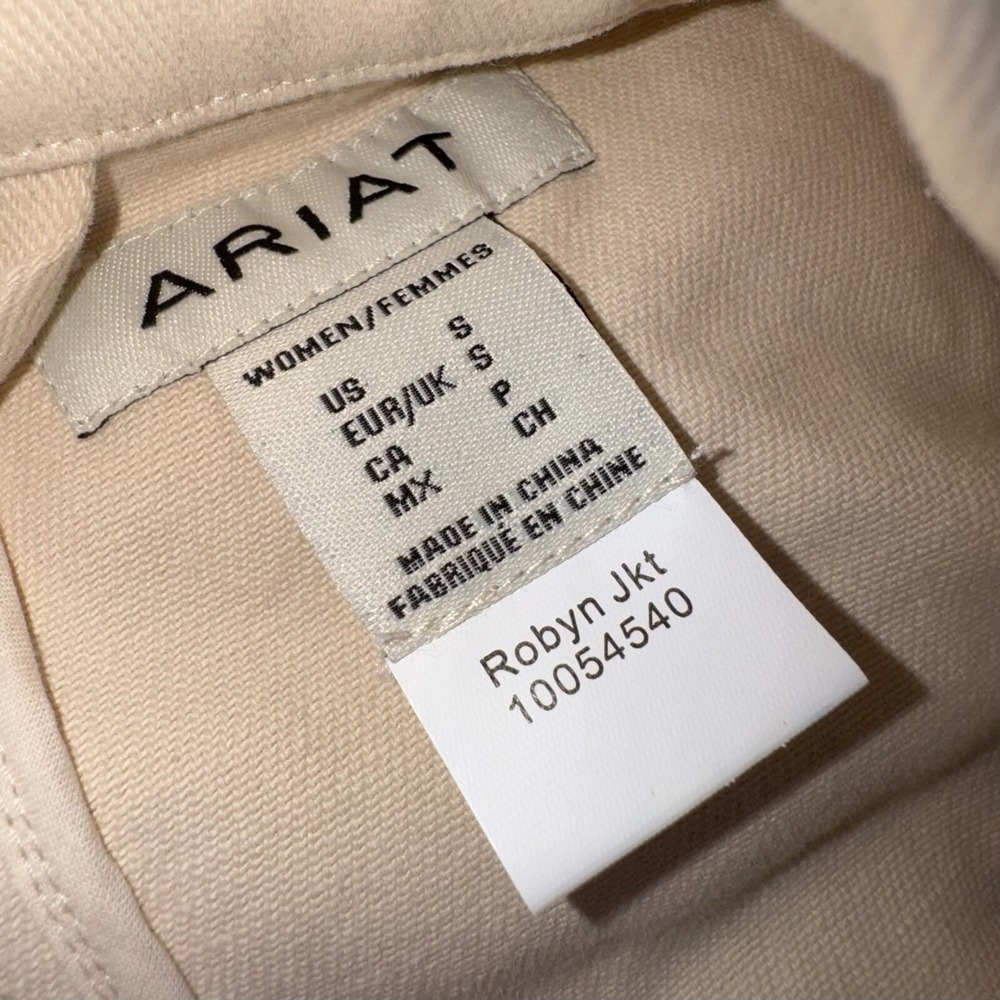 ARIAT
WOMEN/FEMMES
US S
EUR/UK S
CA P
MX CH
MADE IN CHINA
FABRIQUÉ EN CHINE
Robyn Jkt
10054540